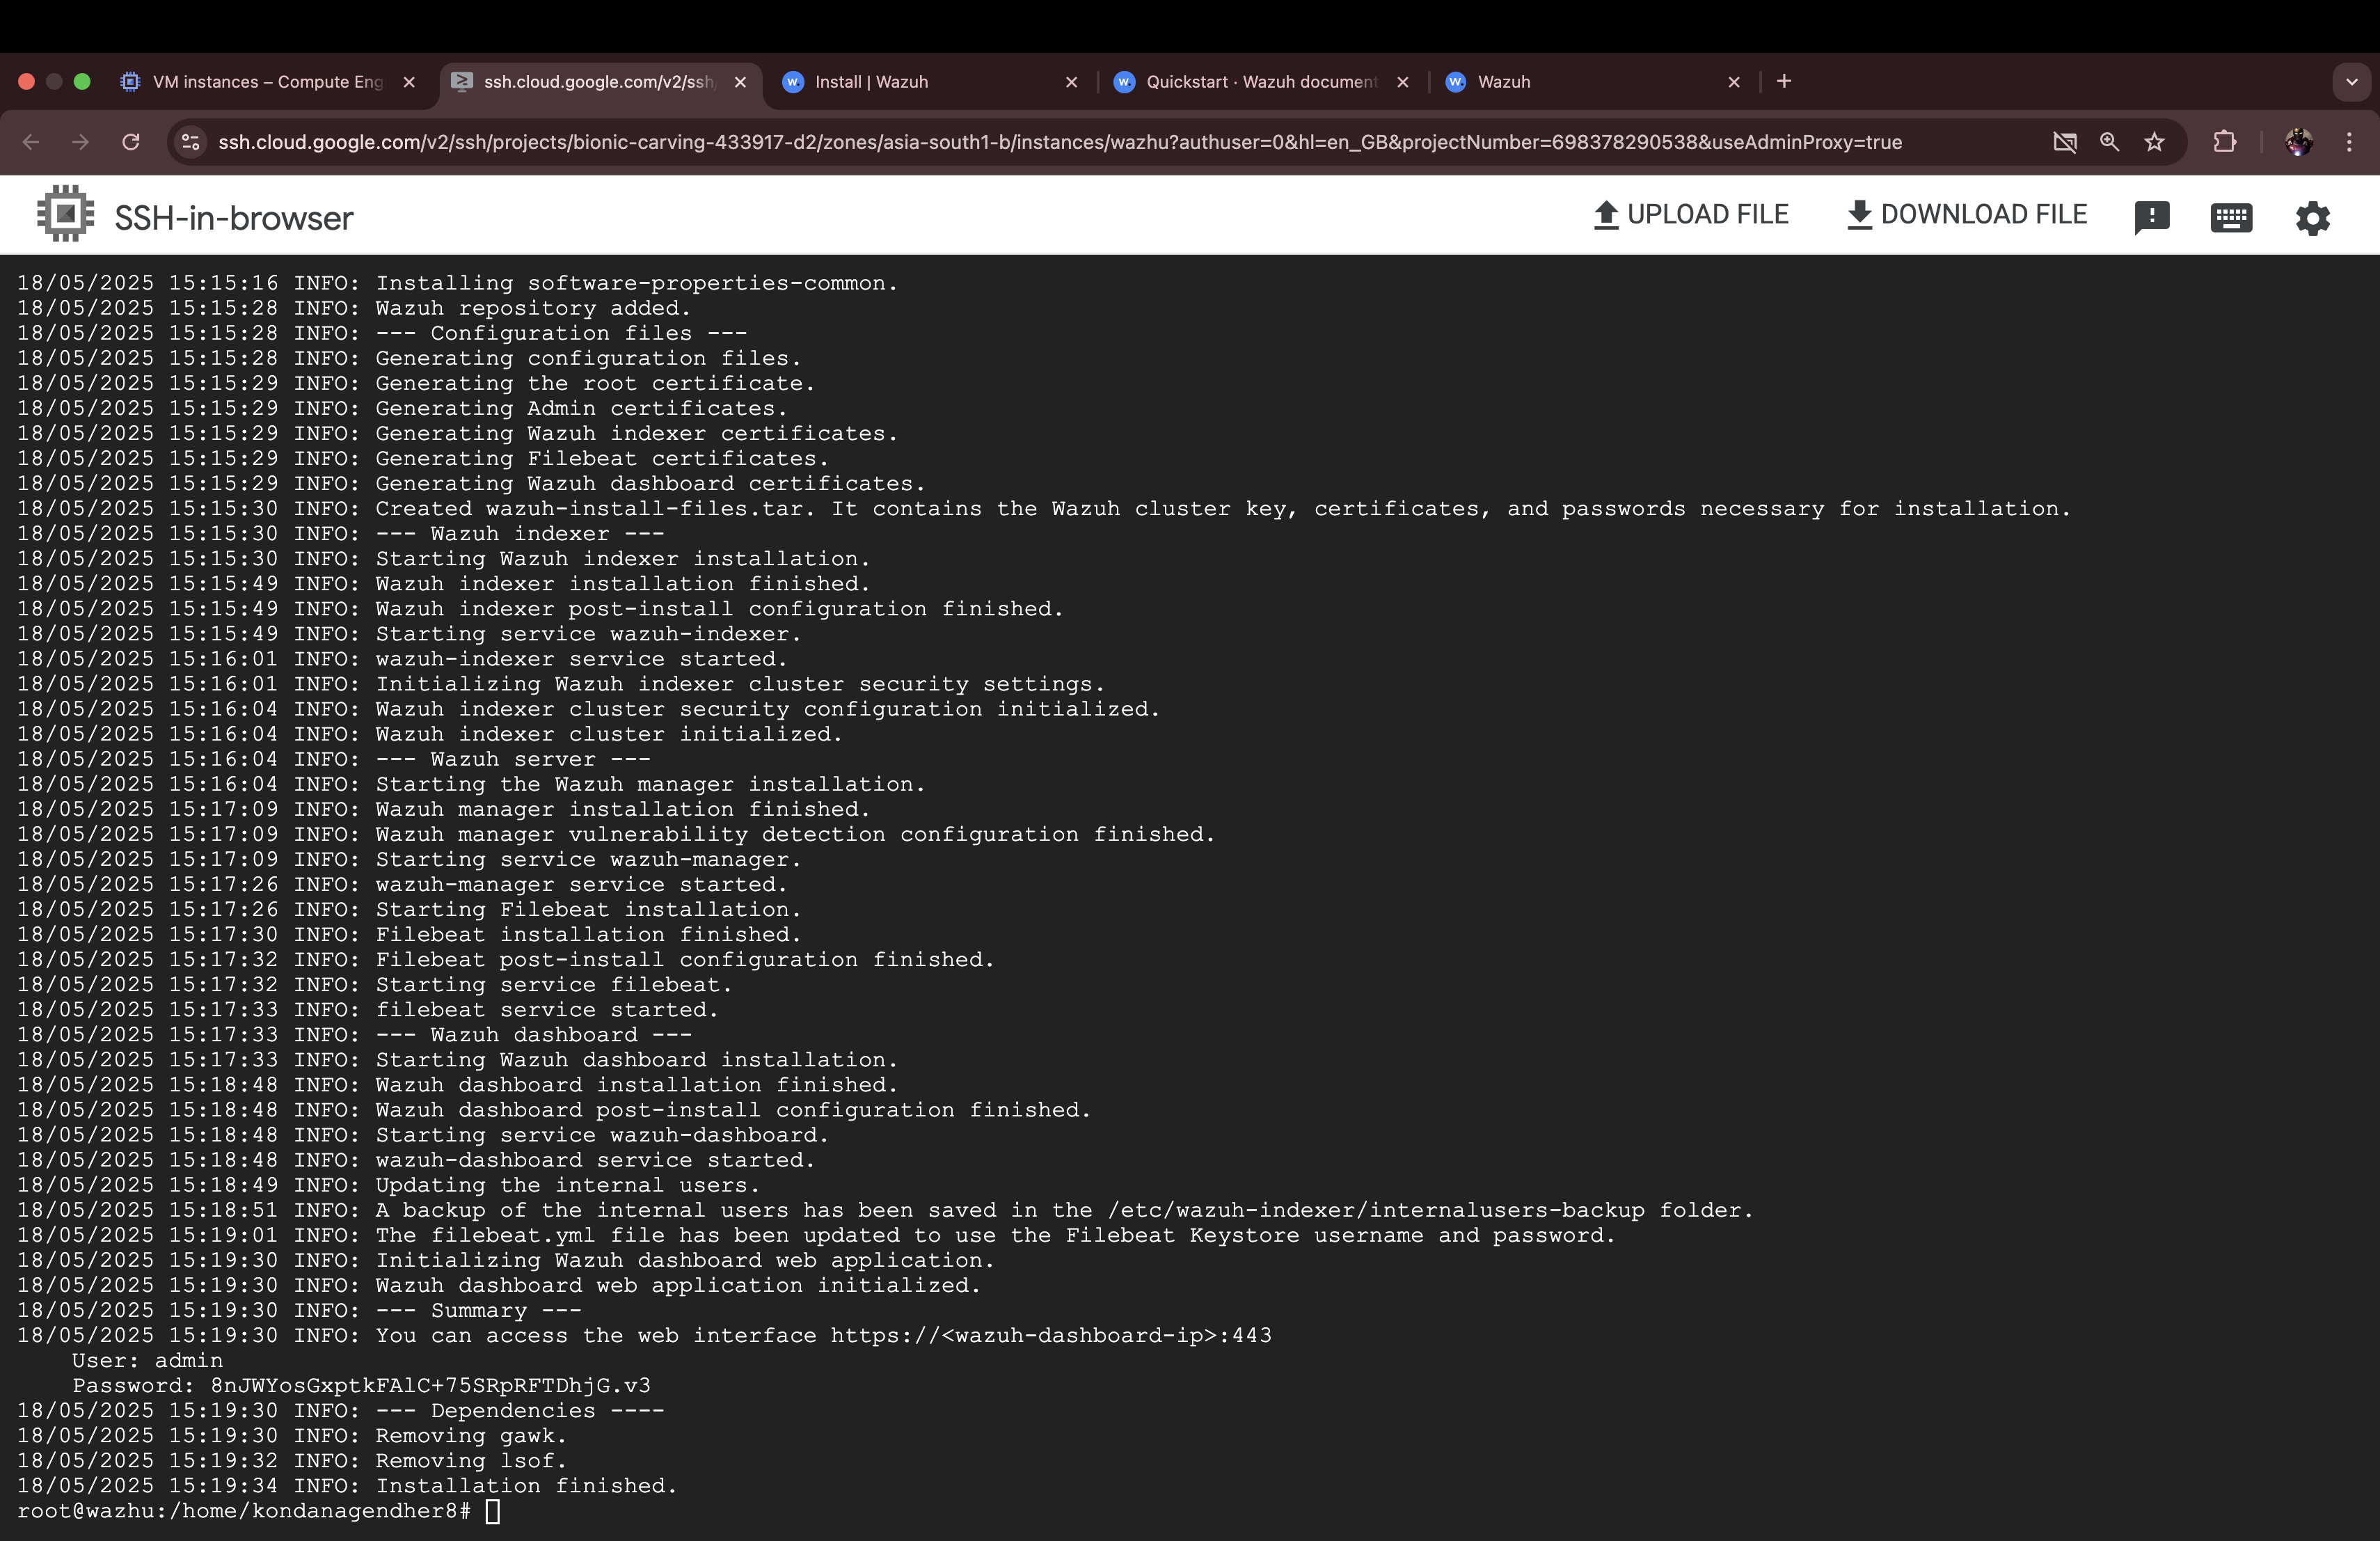 VM instances – Compute Eng
ssh.cloud.google.com/v2/ssh/
Install | Wazuh
Quickstart · Wazuh document
Wazuh
ssh.cloud.google.com/v2/ssh/projects/bionic-carving-433917-d2/zones/asia-south1-b/instances/wazhu?authuser=0&hl=en_GB&projectNumber=698378290538&useAdminProxy=true
SSH-in-browser
UPLOAD FILE
DOWNLOAD FILE
18/05/2025 15:15:16 INFO: Installing software-properties-common.
18/05/2025 15:15:28 INFO: Wazuh repository added.
18/05/2025 15:15:28 INFO: --- Configuration files ---
18/05/2025 15:15:28 INFO: Generating configuration files.
18/05/2025 15:15:29 INFO: Generating the root certificate.
18/05/2025 15:15:29 INFO: Generating Admin certificates.
18/05/2025 15:15:29 INFO: Generating Wazuh indexer certificates.
18/05/2025 15:15:29 INFO: Generating Filebeat certificates.
18/05/2025 15:15:29 INFO: Generating Wazuh dashboard certificates.
18/05/2025 15:15:30 INFO: Created wazuh-install-files.tar. It contains the Wazuh cluster key, certificates, and passwords necessary for installation.
18/05/2025 15:15:30 INFO: --- Wazuh indexer ---
18/05/2025 15:15:30 INFO: Starting Wazuh indexer installation.
18/05/2025 15:15:49 INFO: Wazuh indexer installation finished.
18/05/2025 15:15:49 INFO: Wazuh indexer post-install configuration finished.
18/05/2025 15:15:49 INFO: Starting service wazuh-indexer.
18/05/2025 15:16:01 INFO: wazuh-indexer service started.
18/05/2025 15:16:01 INFO: Initializing Wazuh indexer cluster security settings.
18/05/2025 15:16:04 INFO: Wazuh indexer cluster security configuration initialized.
18/05/2025 15:16:04 INFO: Wazuh indexer cluster initialized.
18/05/2025 15:16:04 INFO: --- Wazuh server ---
18/05/2025 15:16:04 INFO: Starting the Wazuh manager installation.
18/05/2025 15:17:09 INFO: Wazuh manager installation finished.
18/05/2025 15:17:09 INFO: Wazuh manager vulnerability detection configuration finished.
18/05/2025 15:17:09 INFO: Starting service wazuh-manager.
18/05/2025 15:17:26 INFO: wazuh-manager service started.
18/05/2025 15:17:26 INFO: Starting Filebeat installation.
18/05/2025 15:17:30 INFO: Filebeat installation finished.
18/05/2025 15:17:32 INFO: Filebeat post-install configuration finished.
18/05/2025 15:17:32 INFO: Starting service filebeat.
18/05/2025 15:17:33 INFO: filebeat service started.
18/05/2025 15:17:33 INFO: --- Wazuh dashboard ---
18/05/2025 15:17:33 INFO: Starting Wazuh dashboard installation.
18/05/2025 15:18:48 INFO: Wazuh dashboard installation finished.
18/05/2025 15:18:48 INFO: Wazuh dashboard post-install configuration finished.
18/05/2025 15:18:48 INFO: Starting service wazuh-dashboard.
18/05/2025 15:18:48 INFO: wazuh-dashboard service started.
18/05/2025 15:18:49 INFO: Updating the internal users.
18/05/2025 15:18:51 INFO: A backup of the internal users has been saved in the /etc/wazuh-indexer/internalusers-backup folder.
18/05/2025 15:19:01 INFO: The filebeat.yml file has been updated to use the Filebeat Keystore username and password.
18/05/2025 15:19:30 INFO: Initializing Wazuh dashboard web application.
18/05/2025 15:19:30 INFO: Wazuh dashboard web application initialized.
18/05/2025 15:19:30 INFO: --- Summary ---
18/05/2025 15:19:30 INFO: You can access the web interface https://<wazuh-dashboard-ip>:443
User: admin
Password: 8nJWYosGxptkFAlC+75SRpRFTDhjG.v3
18/05/2025 15:19:30 INFO: --- Dependencies ----
18/05/2025 15:19:30 INFO: Removing gawk.
18/05/2025 15:19:32 INFO: Removing lsof.
18/05/2025 15:19:34 INFO: Installation finished.
root@wazhu:/home/kondanagendher8#